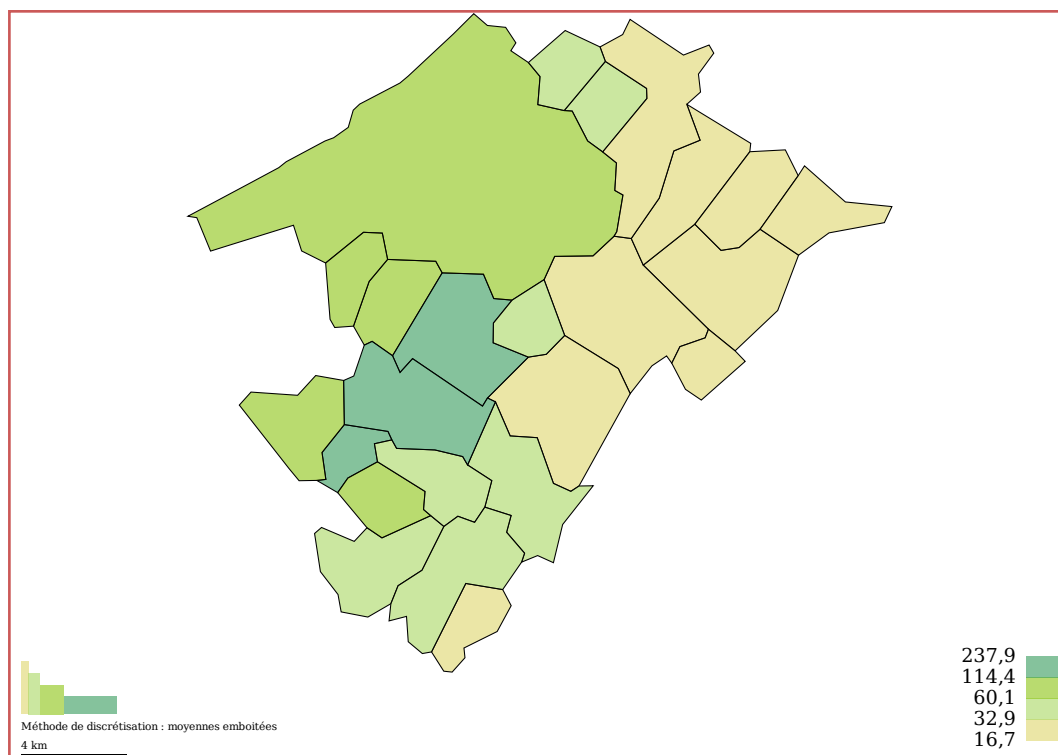 237,9
114,4
60,1
32,9
16,7
Méthode de discrétisation : moyennes emboitées
4 km